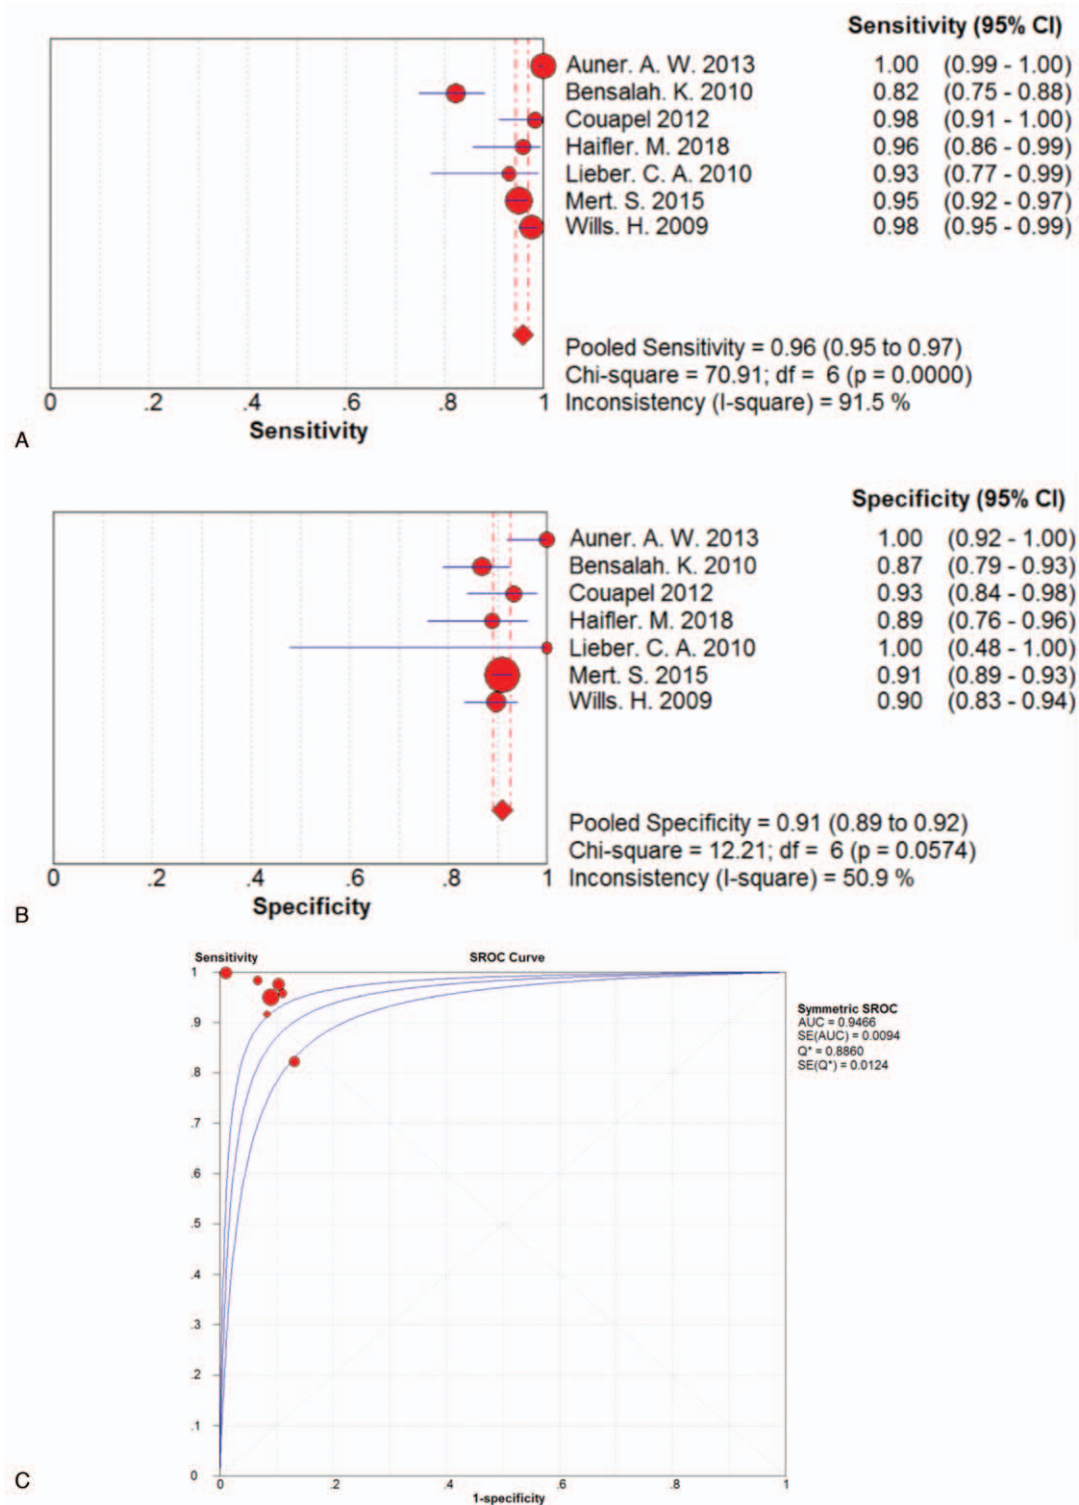 Sensitivity (95% CI)
Auner. A. W. 2013 1.00 (0.99 - 1.00)
Bensalah. K. 2010 0.82 (0.75 - 0.88)
Couapel 2012 0.98 (0.91 - 1.00)
Haifler. M. 2018 0.96 (0.86 - 0.99)
Lieber. C. A. 2010 0.93 (0.77 - 0.99)
Mert. S. 2015 0.95 (0.92 - 0.97)
Wills. H. 2009 0.98 (0.95 - 0.99)
Pooled Sensitivity = 0.96 (0.95 to 0.97)
Chi-square = 70.91; df = 6 (p = 0.0000)
Inconsistency (I-square) = 91.5 %
0 .2 .4 .6 .8 1
Sensitivity
A
Specificity (95% CI)
Auner. A. W. 2013 1.00 (0.92 - 1.00)
Bensalah. K. 2010 0.87 (0.79 - 0.93)
Couapel 2012 0.93 (0.84 - 0.98)
Haifler. M. 2018 0.89 (0.76 - 0.96)
Lieber. C. A. 2010 1.00 (0.48 - 1.00)
Mert. S. 2015 0.91 (0.89 - 0.93)
Wills. H. 2009 0.90 (0.83 - 0.94)
Pooled Specificity = 0.91 (0.89 to 0.92)
Chi-square = 12.21; df = 6 (p = 0.0574)
Inconsistency (I-square) = 50.9 %
0 .2 .4 .6 .8 1
Specificity
B
Sensitivity SROC Curve
1
.9
.8
.7
.6
.5
.4
.3
.2
.1
0
0 .2 .4 .6 .8 1
1-specificity
Symmetric SROC
AUC = 0.9466
SE(AUC) = 0.0094
Q* = 0.8860
SE(Q*) = 0.0124
C